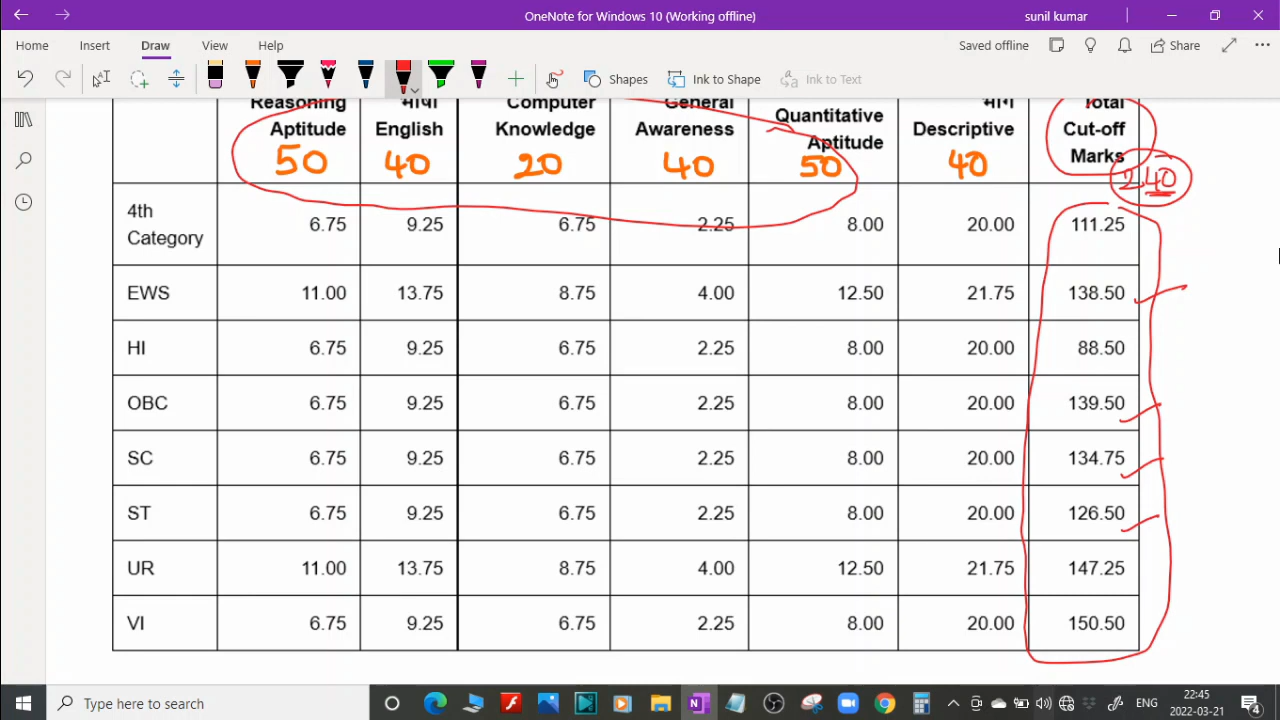 OneNote for Windows 10 (Working offline)
sunil kumar
Home Insert Draw View Help
Saved offline
Share
Shapes
Ink to Shape
Ink to Text
Reasoning Aptitude
50
भाषा English
40
Computer Knowledge
20
General Awareness
40
Quantitative Aptitude
50
Descriptive
40
Total Cut-off Marks
240
4th Category 6.75 9.25 6.75 2.25 8.00 20.00 111.25
EWS 11.00 13.75 8.75 4.00 12.50 21.75 138.50
HI 6.75 9.25 6.75 2.25 8.00 20.00 88.50
OBC 6.75 9.25 6.75 2.25 8.00 20.00 139.50
SC 6.75 9.25 6.75 2.25 8.00 20.00 134.75
ST 6.75 9.25 6.75 2.25 8.00 20.00 126.50
UR 11.00 13.75 8.75 4.00 12.50 21.75 147.25
VI 6.75 9.25 6.75 2.25 8.00 20.00 150.50
Type here to search
ENG
22:45
2022-03-21
4